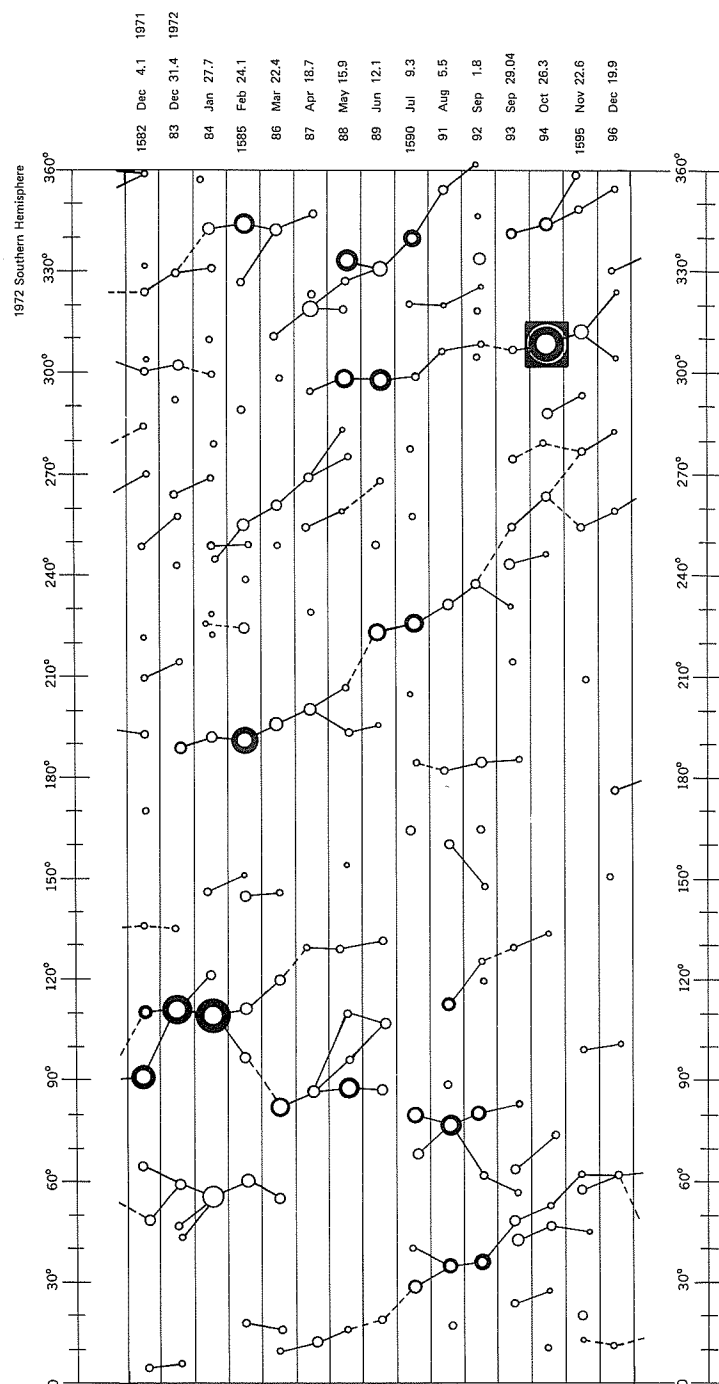 1972 Southern Hemisphere
1582 Dec 4.1 1971
83 Dec 31.4 1972
84 Jan 27.7
1585 Feb 24.1
86 Mar 22.4
87 Apr 18.7
88 May 15.9
89 Jun 12.1
1590 Jul 9.3
91 Aug 5.5
92 Sep 1.8
93 Sep 29.04
94 Oct 26.3
1595 Nov 22.6
96 Dec 19.9
360° 360°
330° 330°
300° 300°
270° 270°
240° 240°
210° 210°
180° 180°
150° 150°
120° 120°
90° 90°
60° 60°
30° 30°